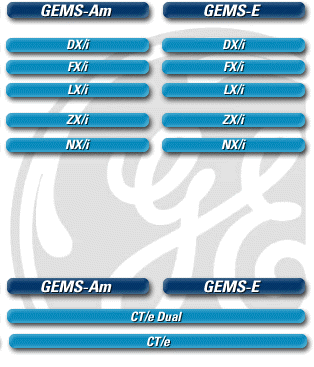 GEMS-Am GEMS-E
DX/i DX/i
FX/i FX/i
LX/i LX/i
ZX/i ZX/i
NX/i NX/i
GEMS-Am GEMS-E
CT/e Dual
CT/e